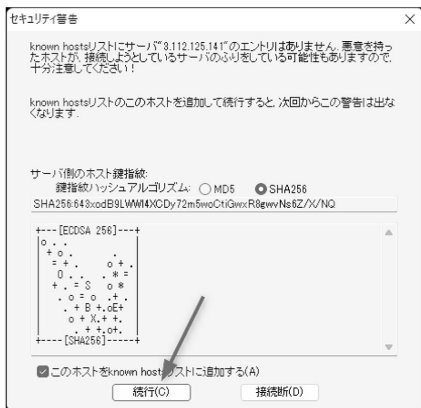 セキュリティ警告
known hostsリストにサーバ"3.112.125.141"のエントリはありません. 悪意を持っ
たホストが, 接続しようとしているサーバのふりをしている可能性もありますので,
十分注意してください!
known hostsリストのこのホストを追加して続行すると, 次回からこの警告は出な
くなります.
サーバ側のホスト鍵指紋:
鍵指紋ハッシュアルゴリズム: MD5 SHA256
SHA256:643xodB9LWWl4XCDy72m5woCtiGwxR8gwvNs6Z/X/NQ
+---[ECDSA 256]---+
|o . .            |
| + o .      .    |
|  = + .    o + . |
|   O . .  . * =  |
|  + . = S  o *   |
|   . o = o  .+ . |
|    . + B +.oE+  |
|     o + X.+ +.  |
|      . + +.o+.  |
+----[SHA256]-----+
このホストをknown hostsリストに追加する(A)
続行(C) 接続断(D)